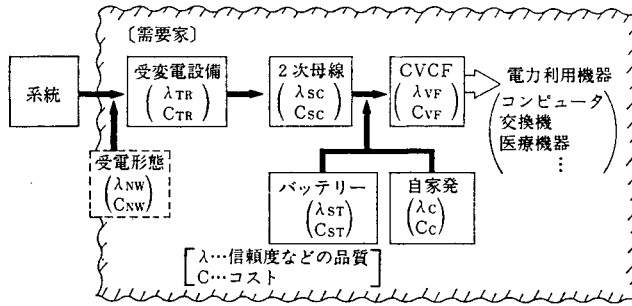 〔需要家〕
系統
受変電設備
λTR
CTR
2次母線
λSC
CSC
CVCF
λVF
CVF
電力利用機器
コンピュータ
交換機
医療機器
⋮
受電形態
λNW
CNW
バッテリー
λST
CST
自家発
λC
CC
λ…信頼度などの品質
C…コスト